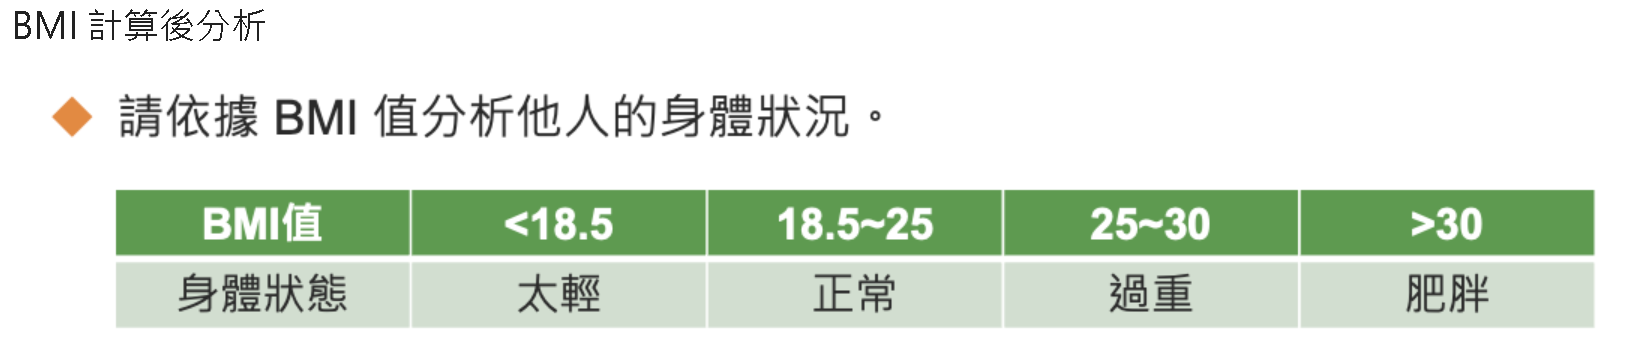 BMI 計算後分析
請依據 BMI 值分析他人的身體狀況。
BMI值 <18.5 18.5~25 25~30 >30
身體狀態 太輕 正常 過重 肥胖